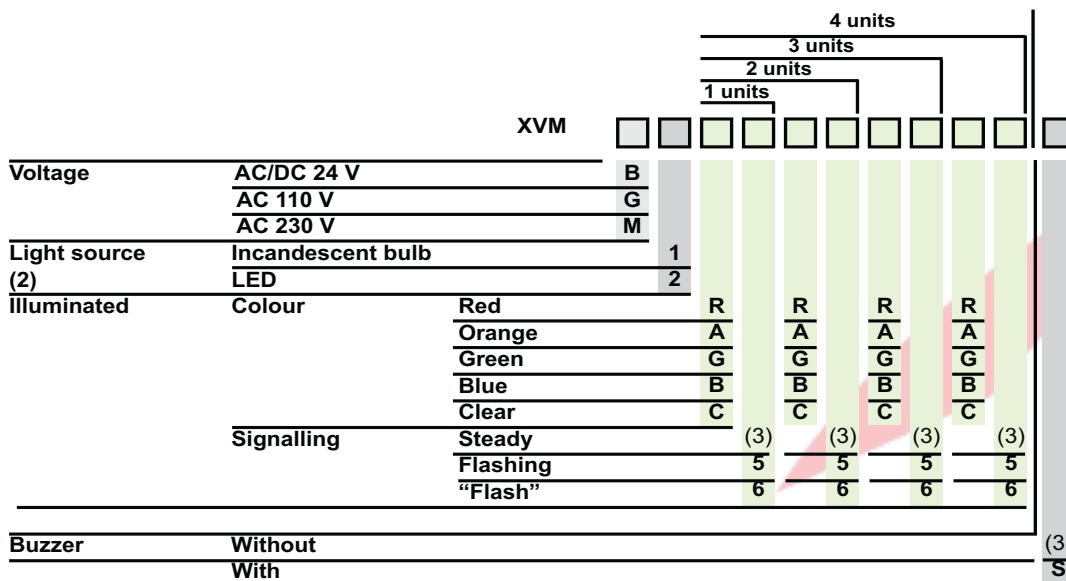 4 units
3 units
2 units
1 units
XVM
Voltage AC/DC 24 V B
AC 110 V G
AC 230 V M
Light source Incandescent bulb 1
(2) LED 2
Illuminated Colour Red R R R R
Orange A A A A
Green G G G G
Blue B B B B
Clear C C C C
Signalling Steady (3) (3) (3) (3)
Flashing 5 5 5 5
“Flash” 6 6 6 6
Buzzer Without (3
With S